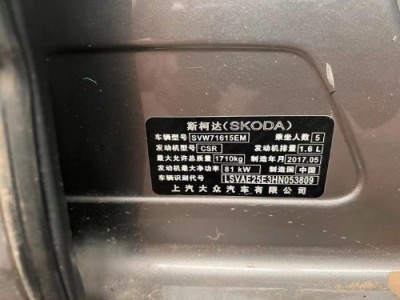 斯柯达(SKODA)
车辆型号 SVW71615EM 乘坐人数 5
发动机型号 CSR 发动机排量 1.6 L
最大允许总质量 1710kg 制造年月 2017.05
发动机最大净功率 81 kW 制造国 中国
车辆识别代号 LSVAE25E3HN053809
上汽大众汽车有限公司